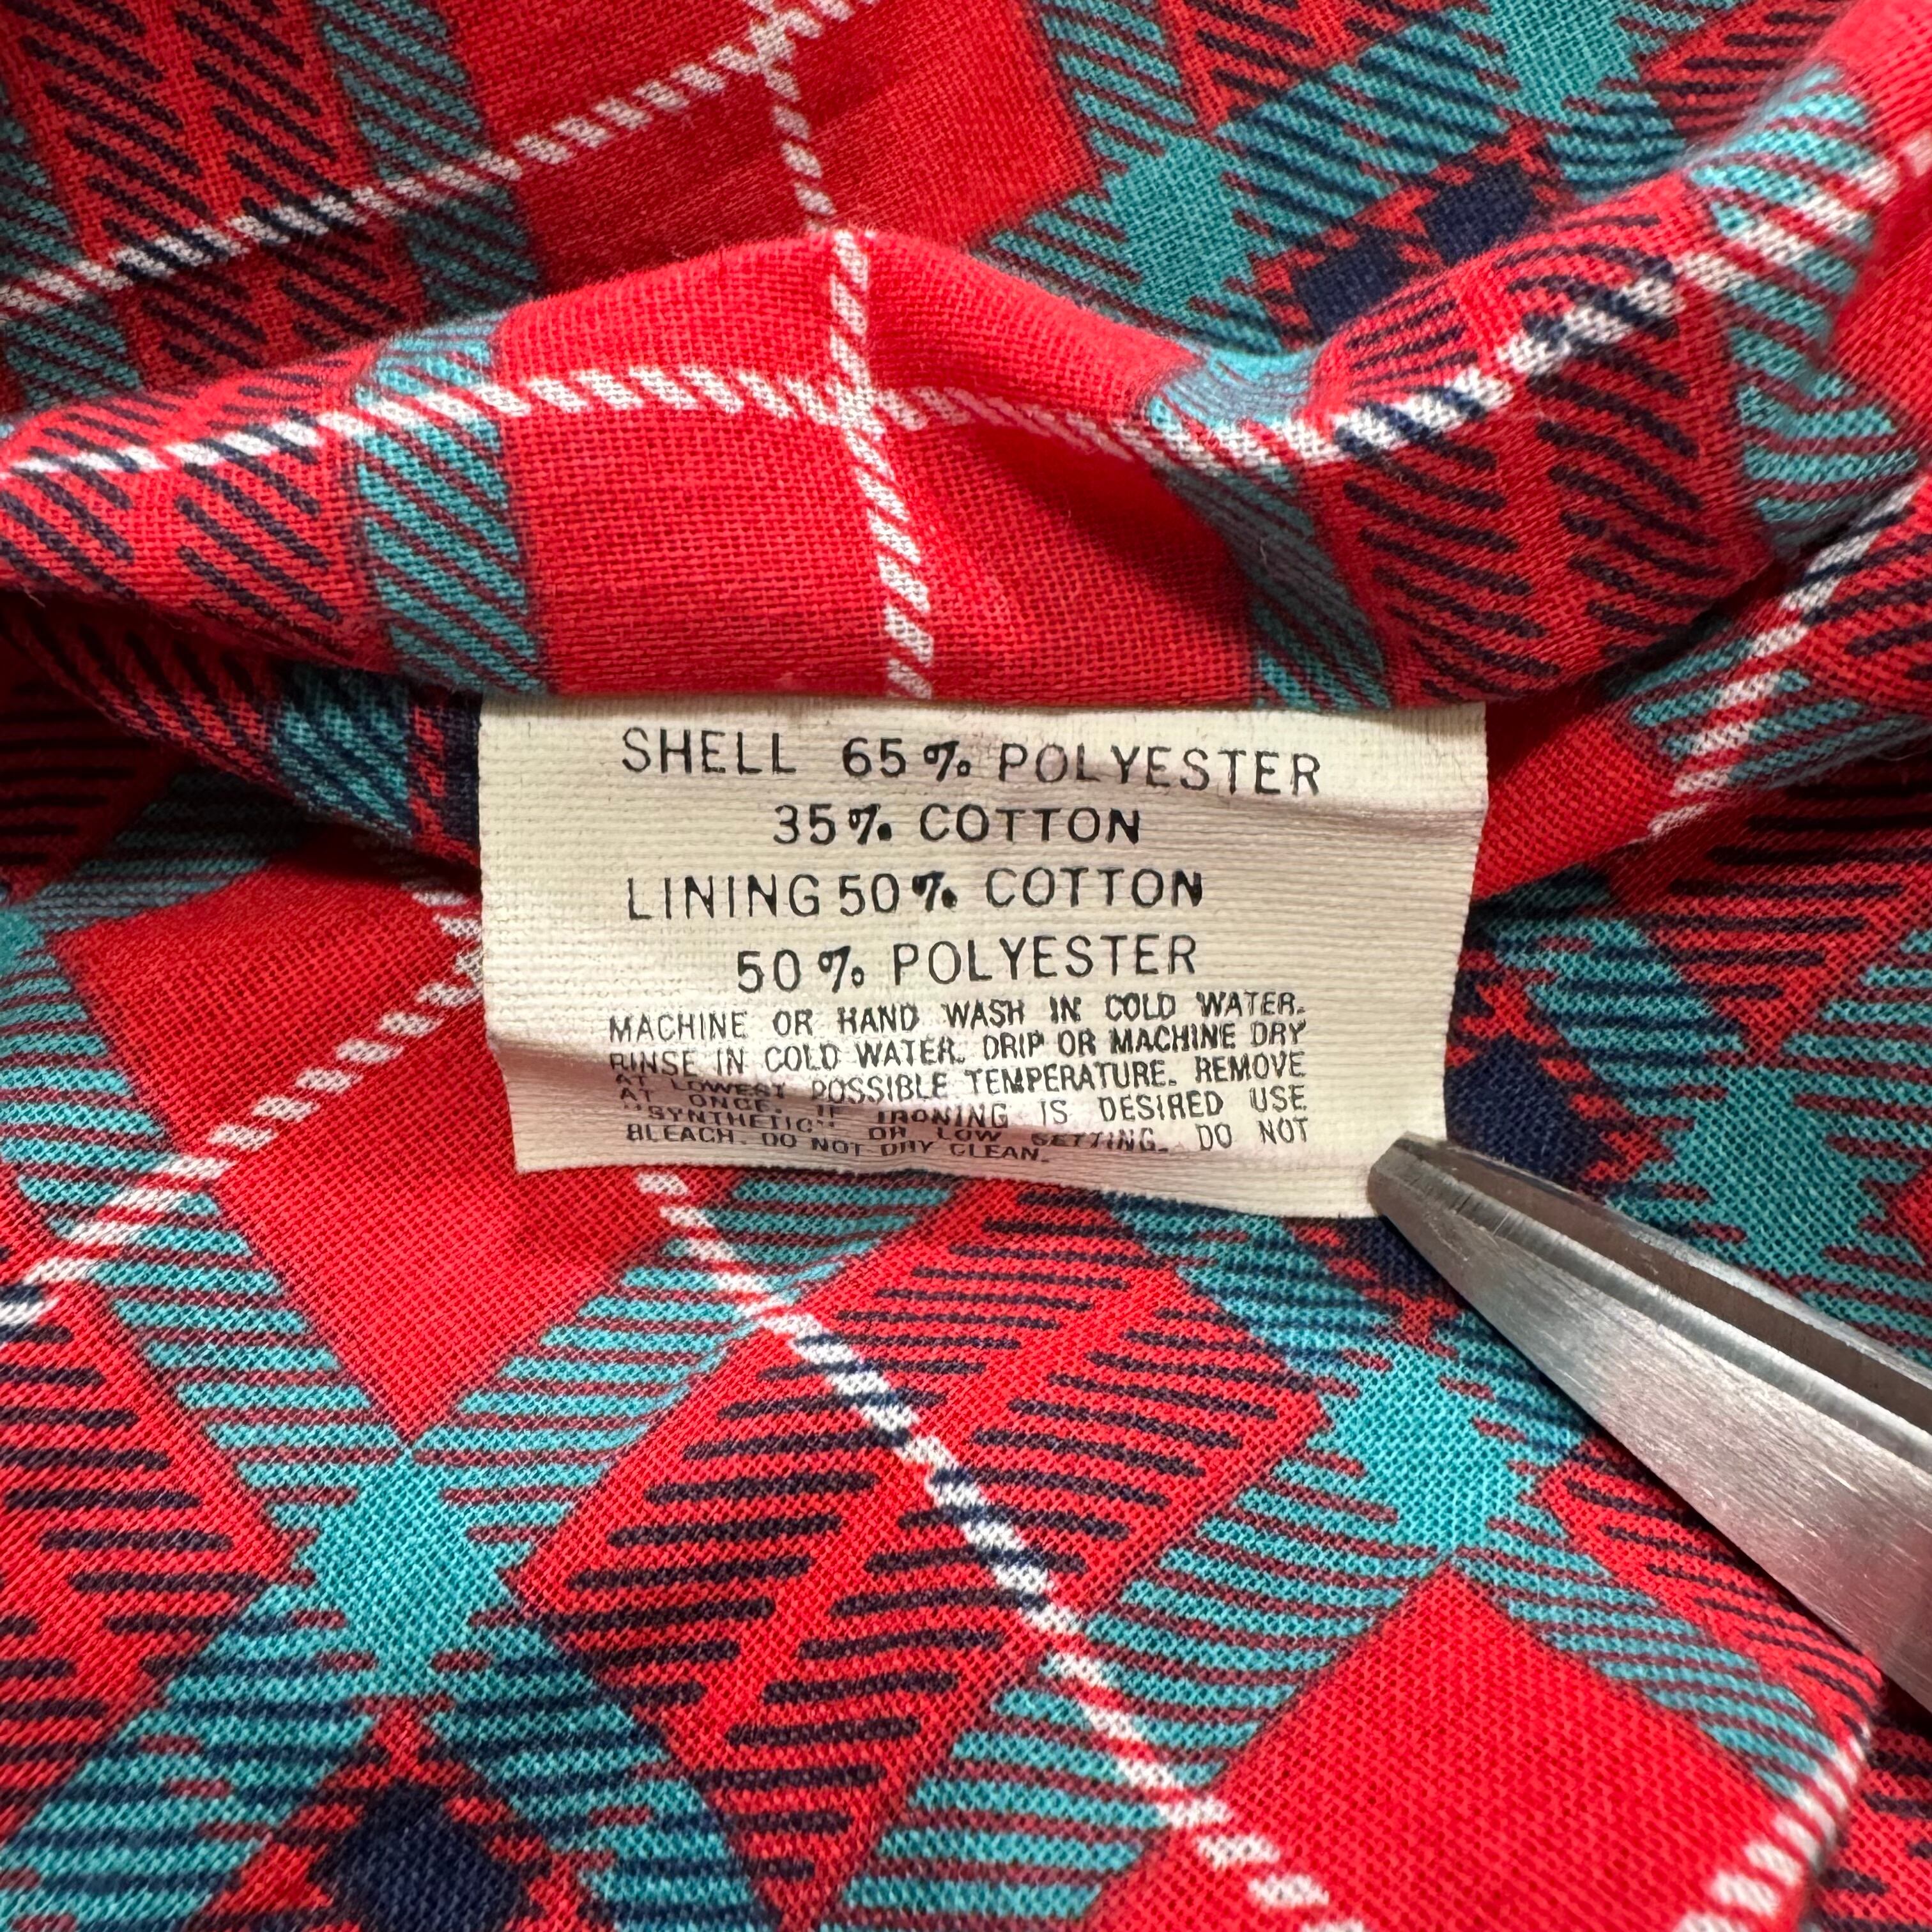 SHELL 65% POLYESTER
35% COTTON
LINING 50% COTTON
50% POLYESTER
MACHINE OR HAND WASH IN COLD WATER.
RINSE IN COLD WATER. DRIP OR MACHINE DRY
AT LOWEST POSSIBLE TEMPERATURE. REMOVE
AT ONCE. IF IRONING IS DESIRED USE
"SYNTHETIC" OR LOW SETTING. DO NOT
BLEACH. DO NOT DRY CLEAN.